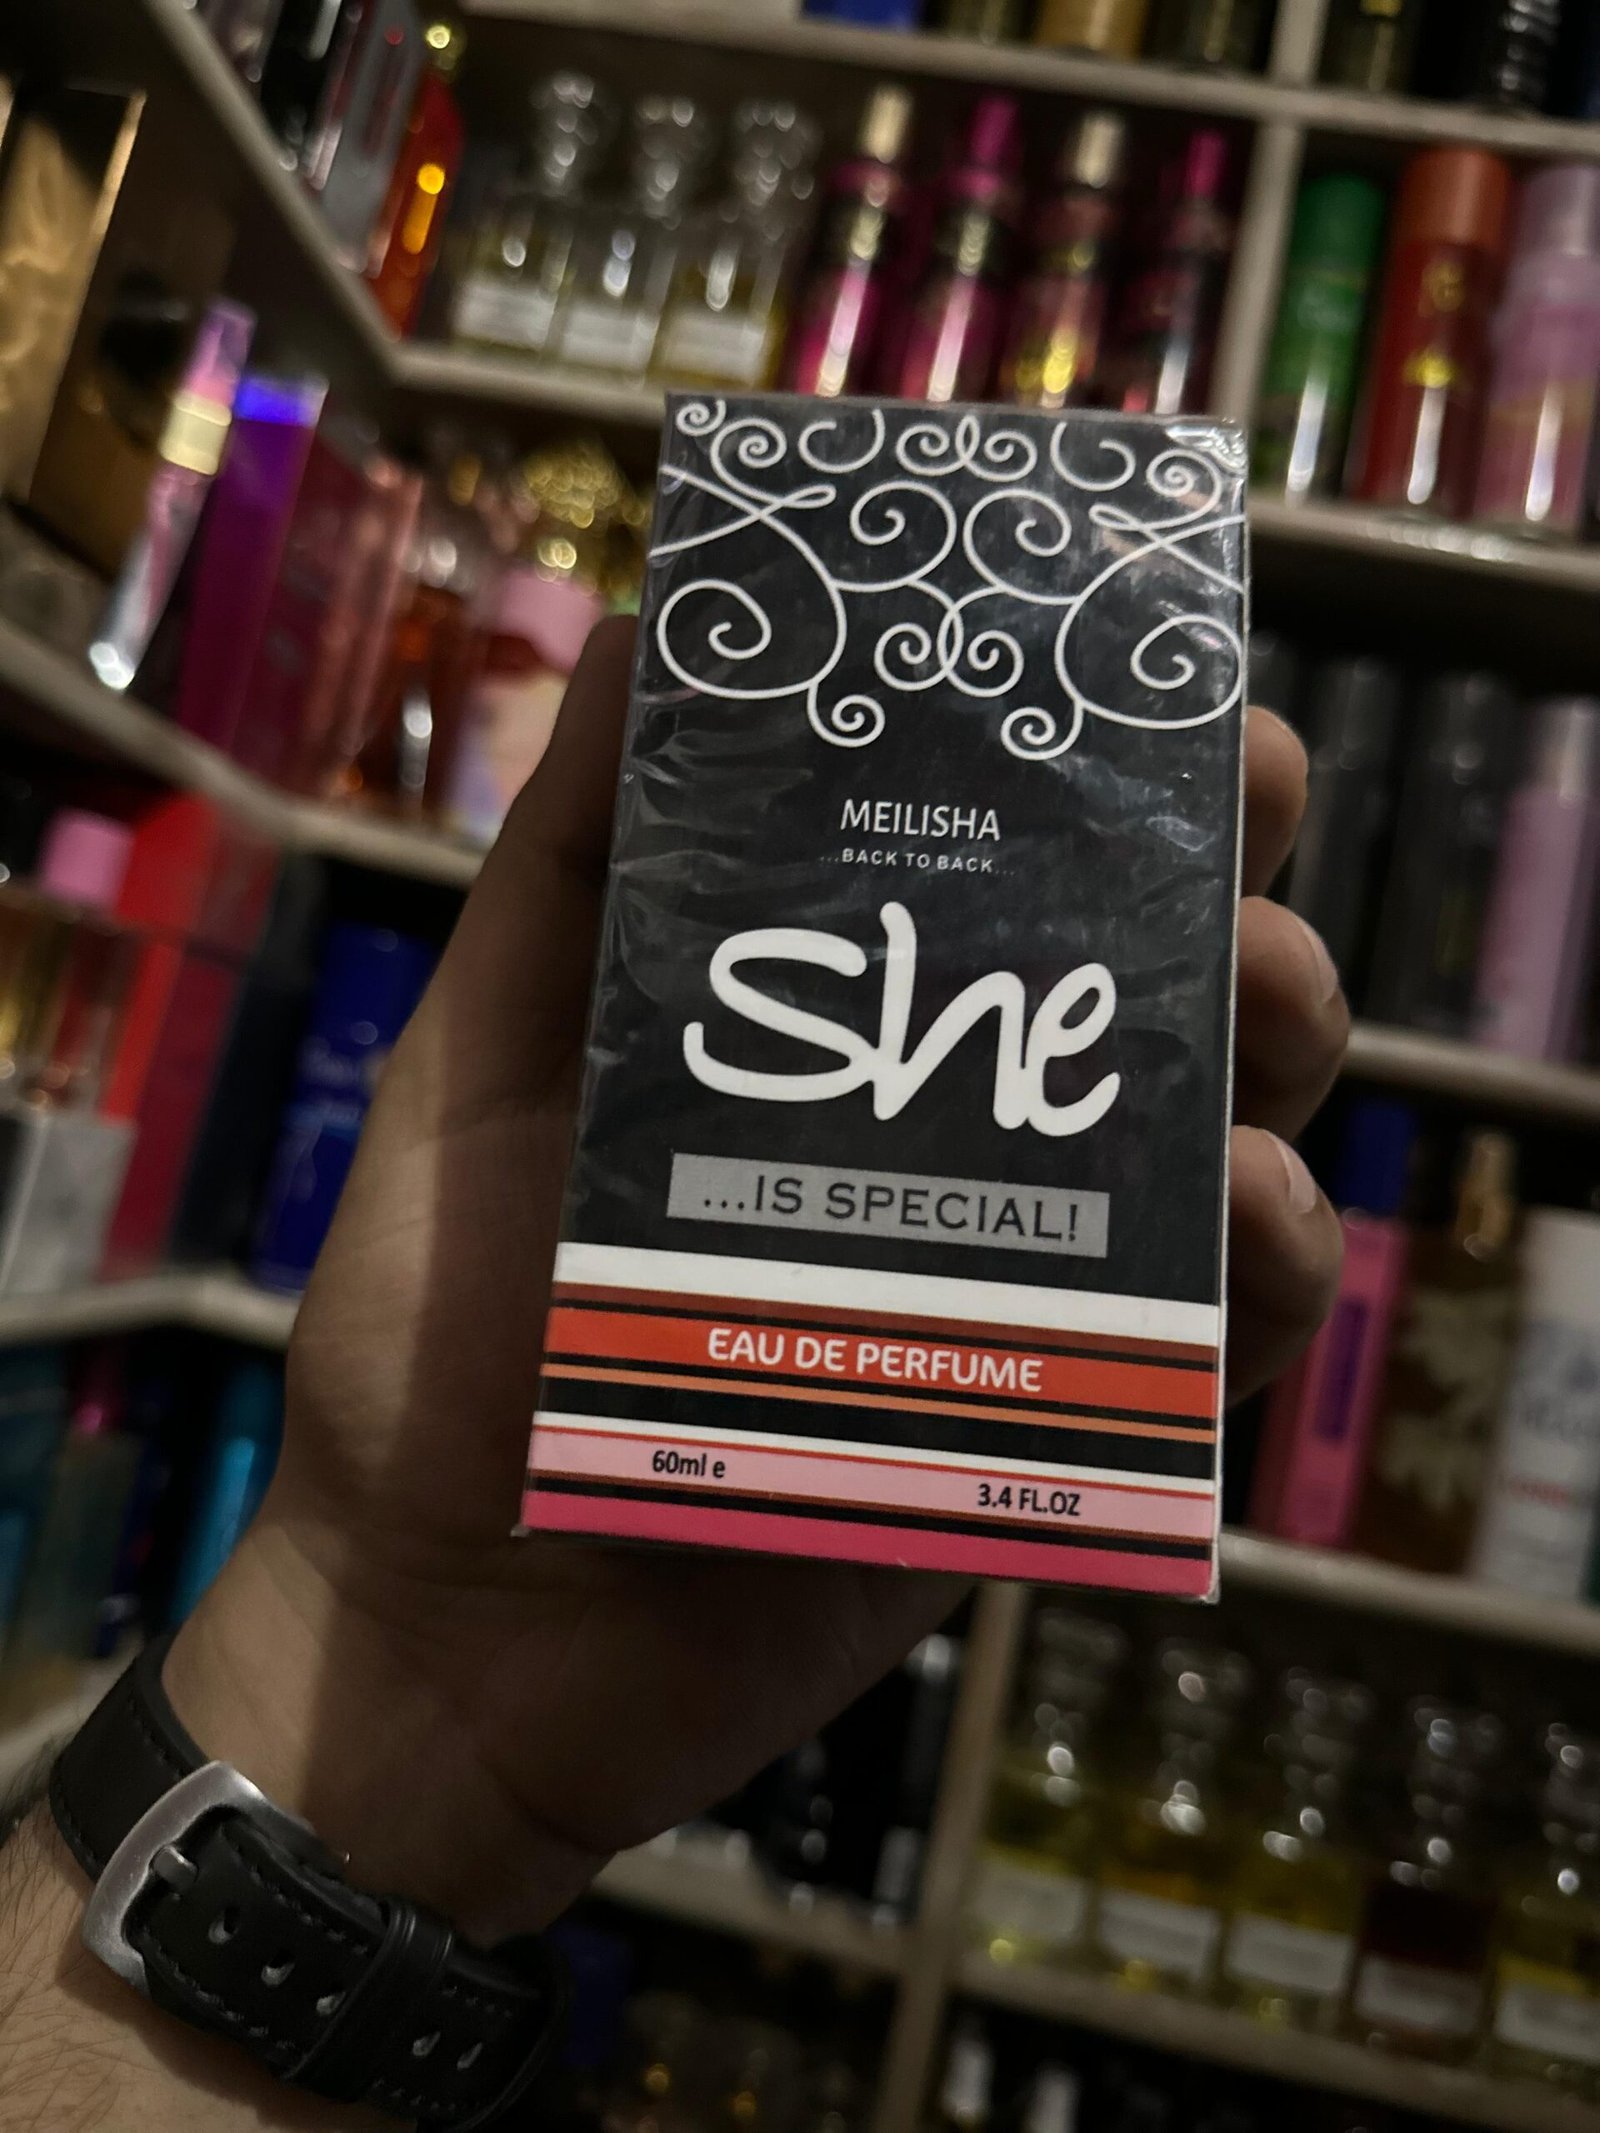 MEILISHA
...BACK TO BACK...
She
...IS SPECIAL!
EAU DE PERFUME
60ml e 3.4 FL.OZ